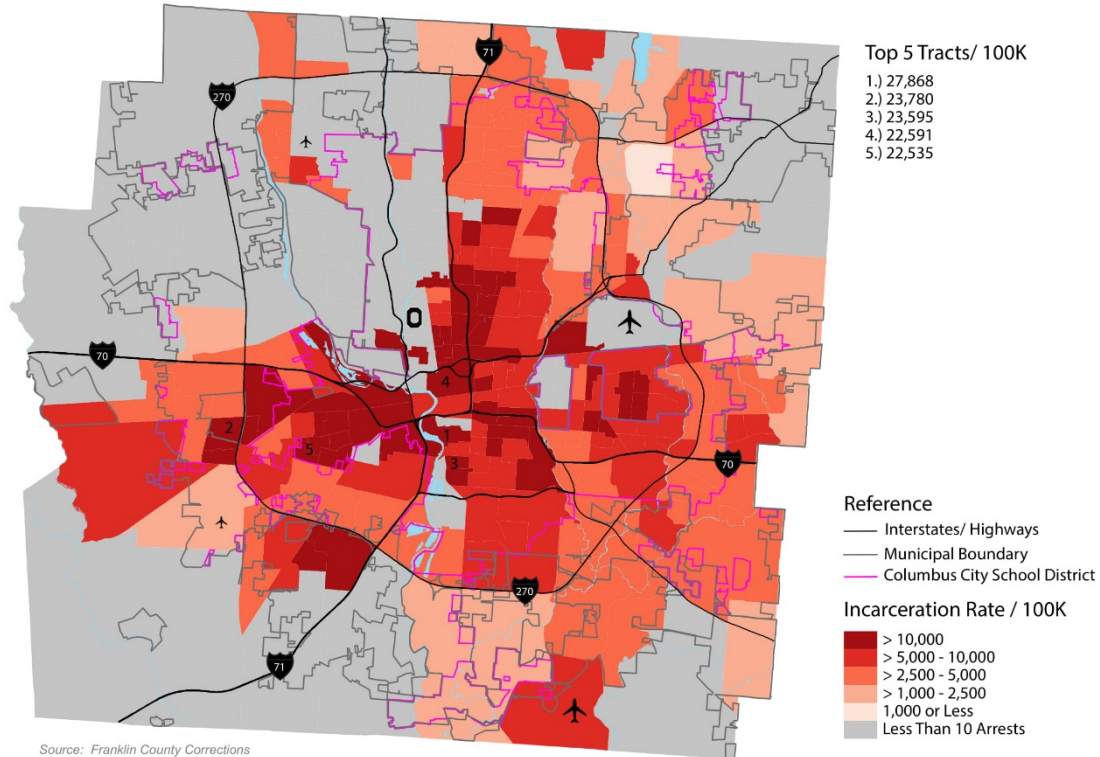 71
270
Top 5 Tracts/ 100K
1.) 27,868
2.) 23,780
3.) 23,595
4.) 22,591
5.) 22,535
70
4
2
1
5
3
70
270
71
Reference
Interstates/ Highways
Municipal Boundary
Columbus City School District
Incarceration Rate / 100K
> 10,000
> 5,000 - 10,000
> 2,500 - 5,000
> 1,000 - 2,500
1,000 or Less
Less Than 10 Arrests
Source: Franklin County Corrections